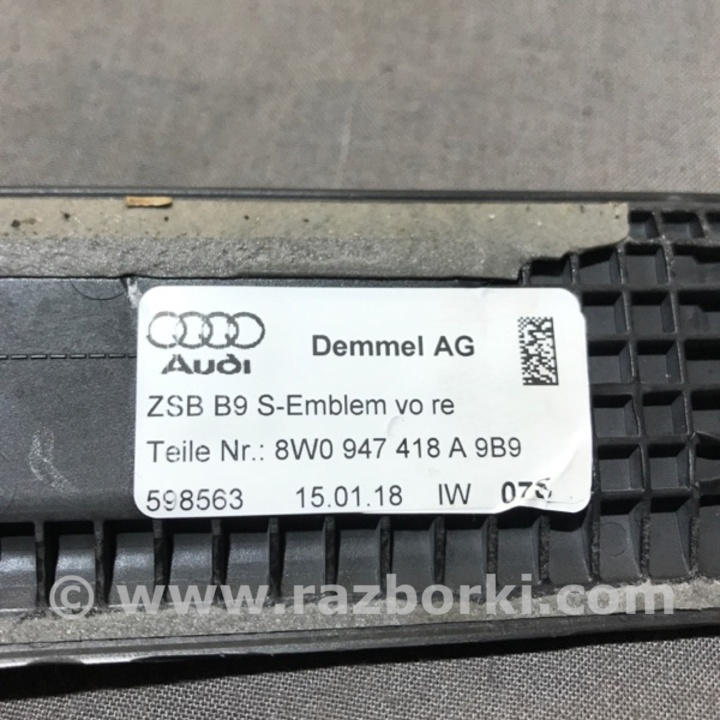 Audi
Demmel AG
ZSB B9 S-Emblem vo re
Teile Nr.: 8W0 947 418 A 9B9
598563 15.01.18 IW
© www.razborki.com